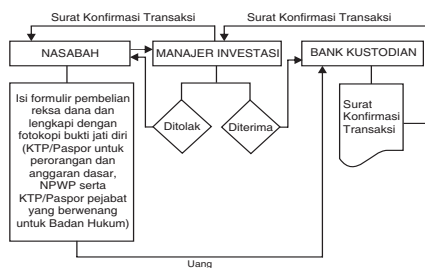 Surat Konfirmasi Transaksi
Surat Konfirmasi Transaksi
NASABAH
MANAJER INVESTASI
BANK KUSTODIAN
Isi formulir pembelian
reksa dana dan
lengkapi dengan
fotokopi bukti jati diri
(KTP/Paspor untuk
perorangan dan
anggaran dasar,
NPWP serta
KTP/Paspor pejabat
yang berwenang
untuk Badan Hukum)
Ditolak
Diterima
Surat
Konfirmasi
Transaksi
Uang